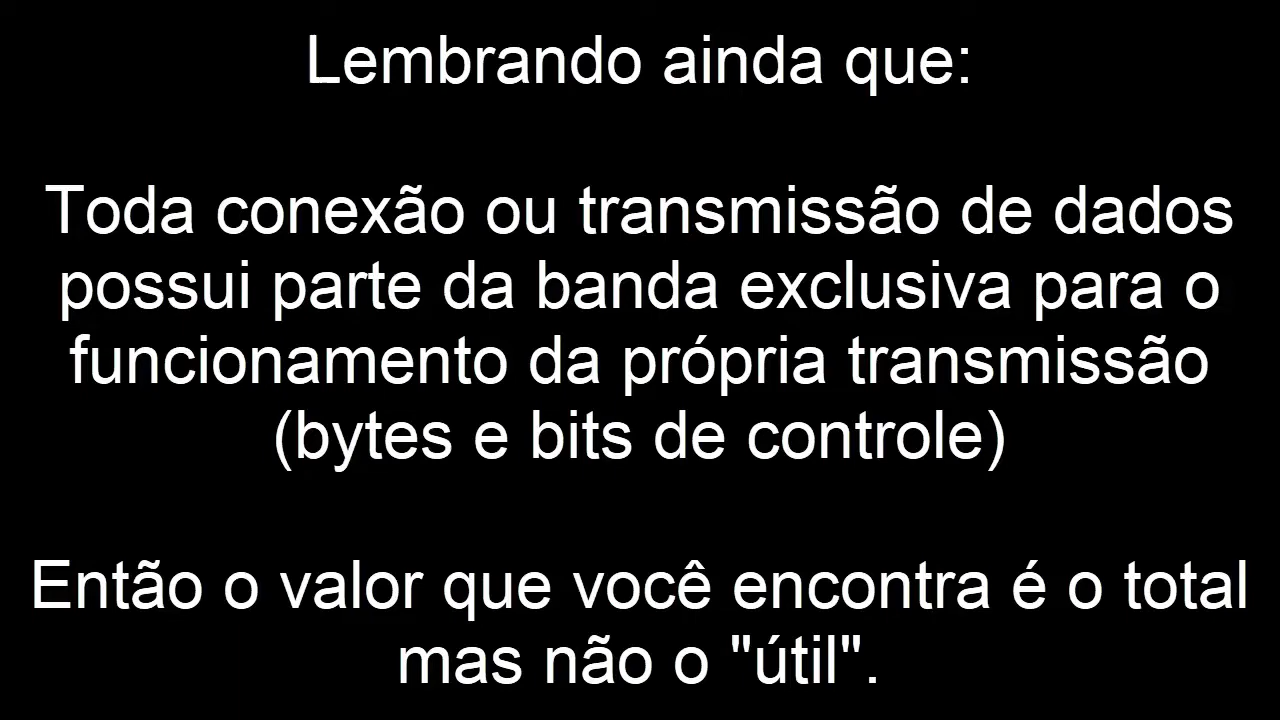 Lembrando ainda que:
Toda conexão ou transmissão de dados
possui parte da banda exclusiva para o
funcionamento da própria transmissão
(bytes e bits de controle)
Então o valor que você encontra é o total
mas não o "útil".